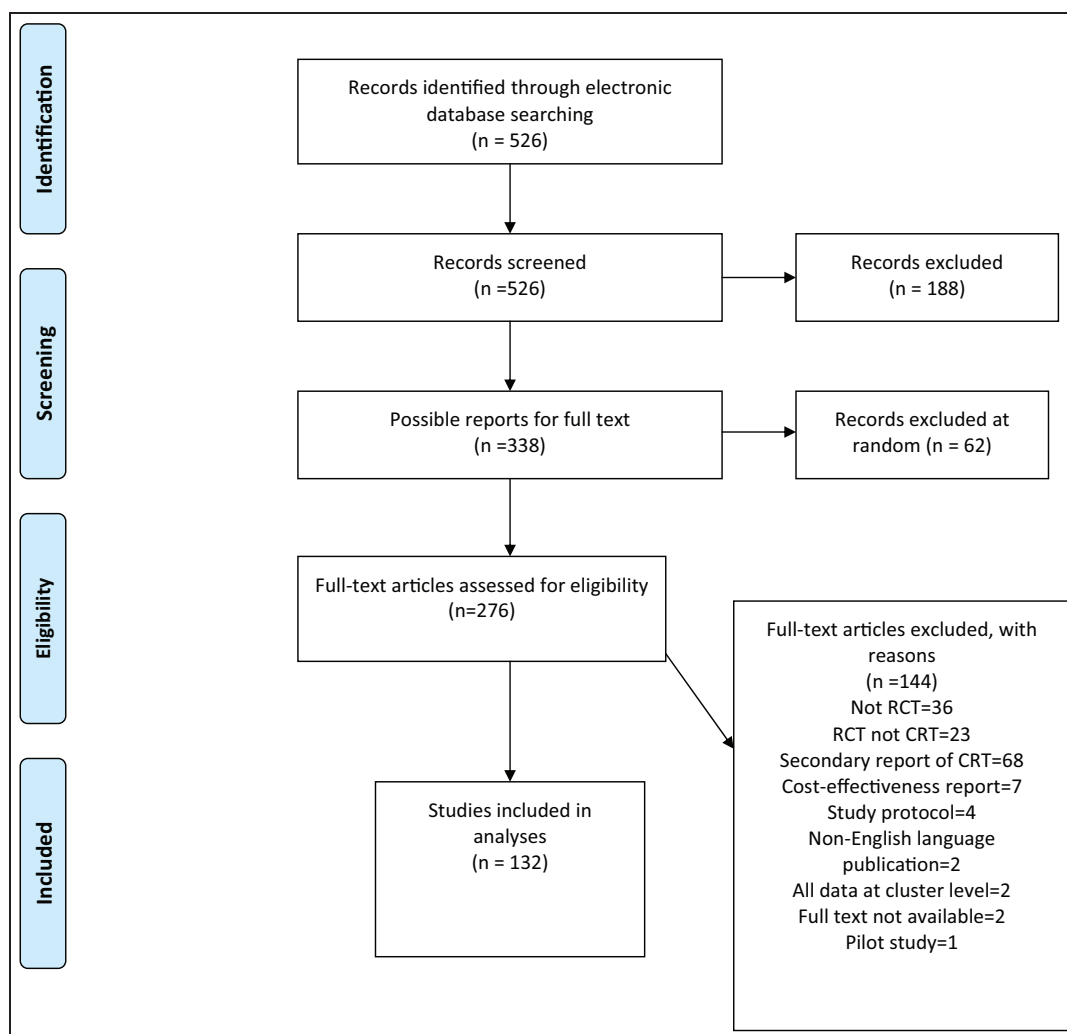 Identification
Records identified through electronic
database searching
(n = 526)
Records screened
(n =526)
Records excluded
(n = 188)
Screening
Possible reports for full text
(n =338)
Records excluded at
random (n = 62)
Eligibility
Full-text articles assessed for eligibility
(n=276)
Full-text articles excluded, with
reasons
(n =144)
Not RCT=36
RCT not CRT=23
Secondary report of CRT=68
Cost-effectiveness report=7
Study protocol=4
Non-English language
publication=2
All data at cluster level=2
Full text not available=2
Pilot study=1
Included
Studies included in
analyses
(n = 132)